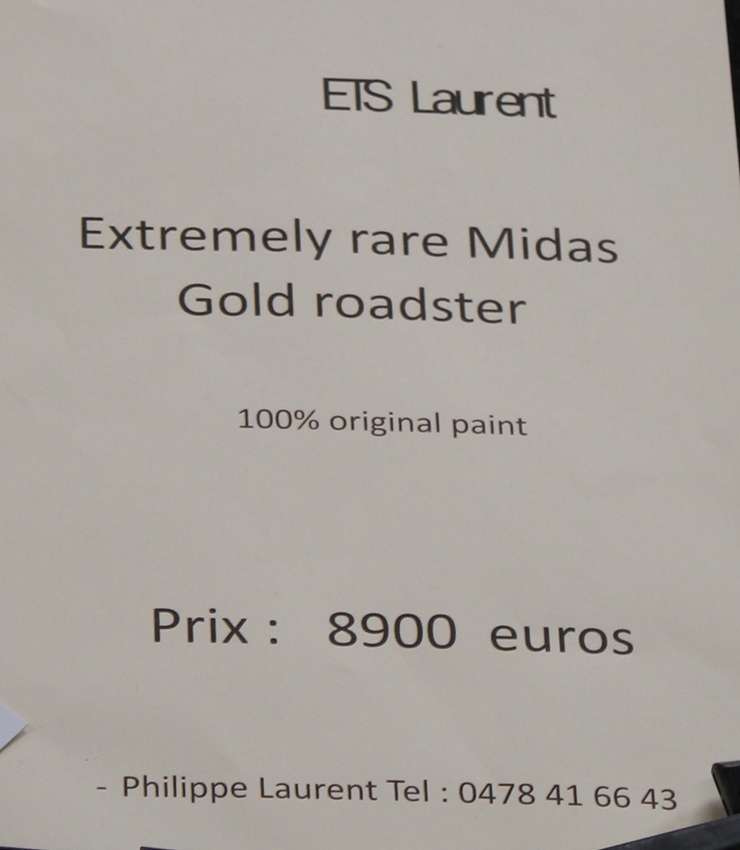 ETS Laurent
Extremely rare Midas
Gold roadster
100% original paint
Prix : 8900 euros
- Philippe Laurent Tel : 0478 41 66 43